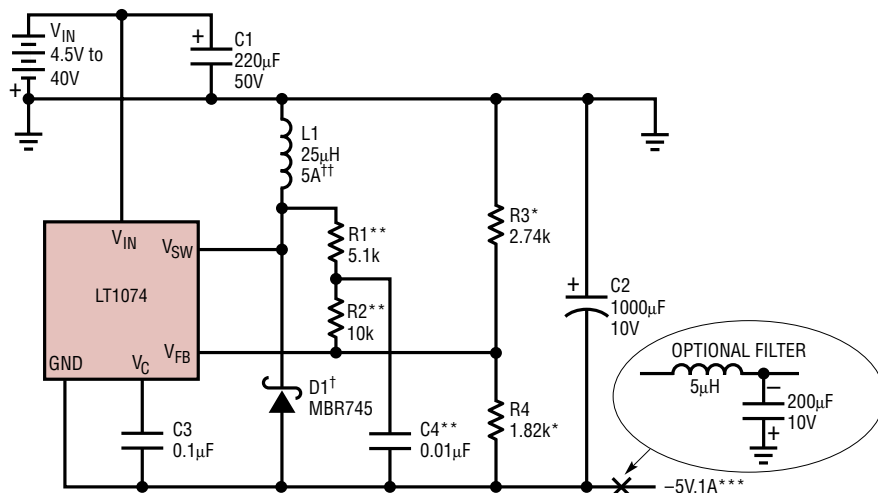 VIN
4.5V to
40V
+
+
C1
220μF
50V
L1
25μH
5A††
R1**
5.1k
R2**
10k
R3*
2.74k
VIN
VSW
LT1074
GND
VC
VFB
+
C2
1000μF
10V
OPTIONAL FILTER
5μH
–
200μF
10V
+
D1†
MBR745
C3
0.1μF
C4**
0.01μF
R4
1.82k*
–5V,1A***